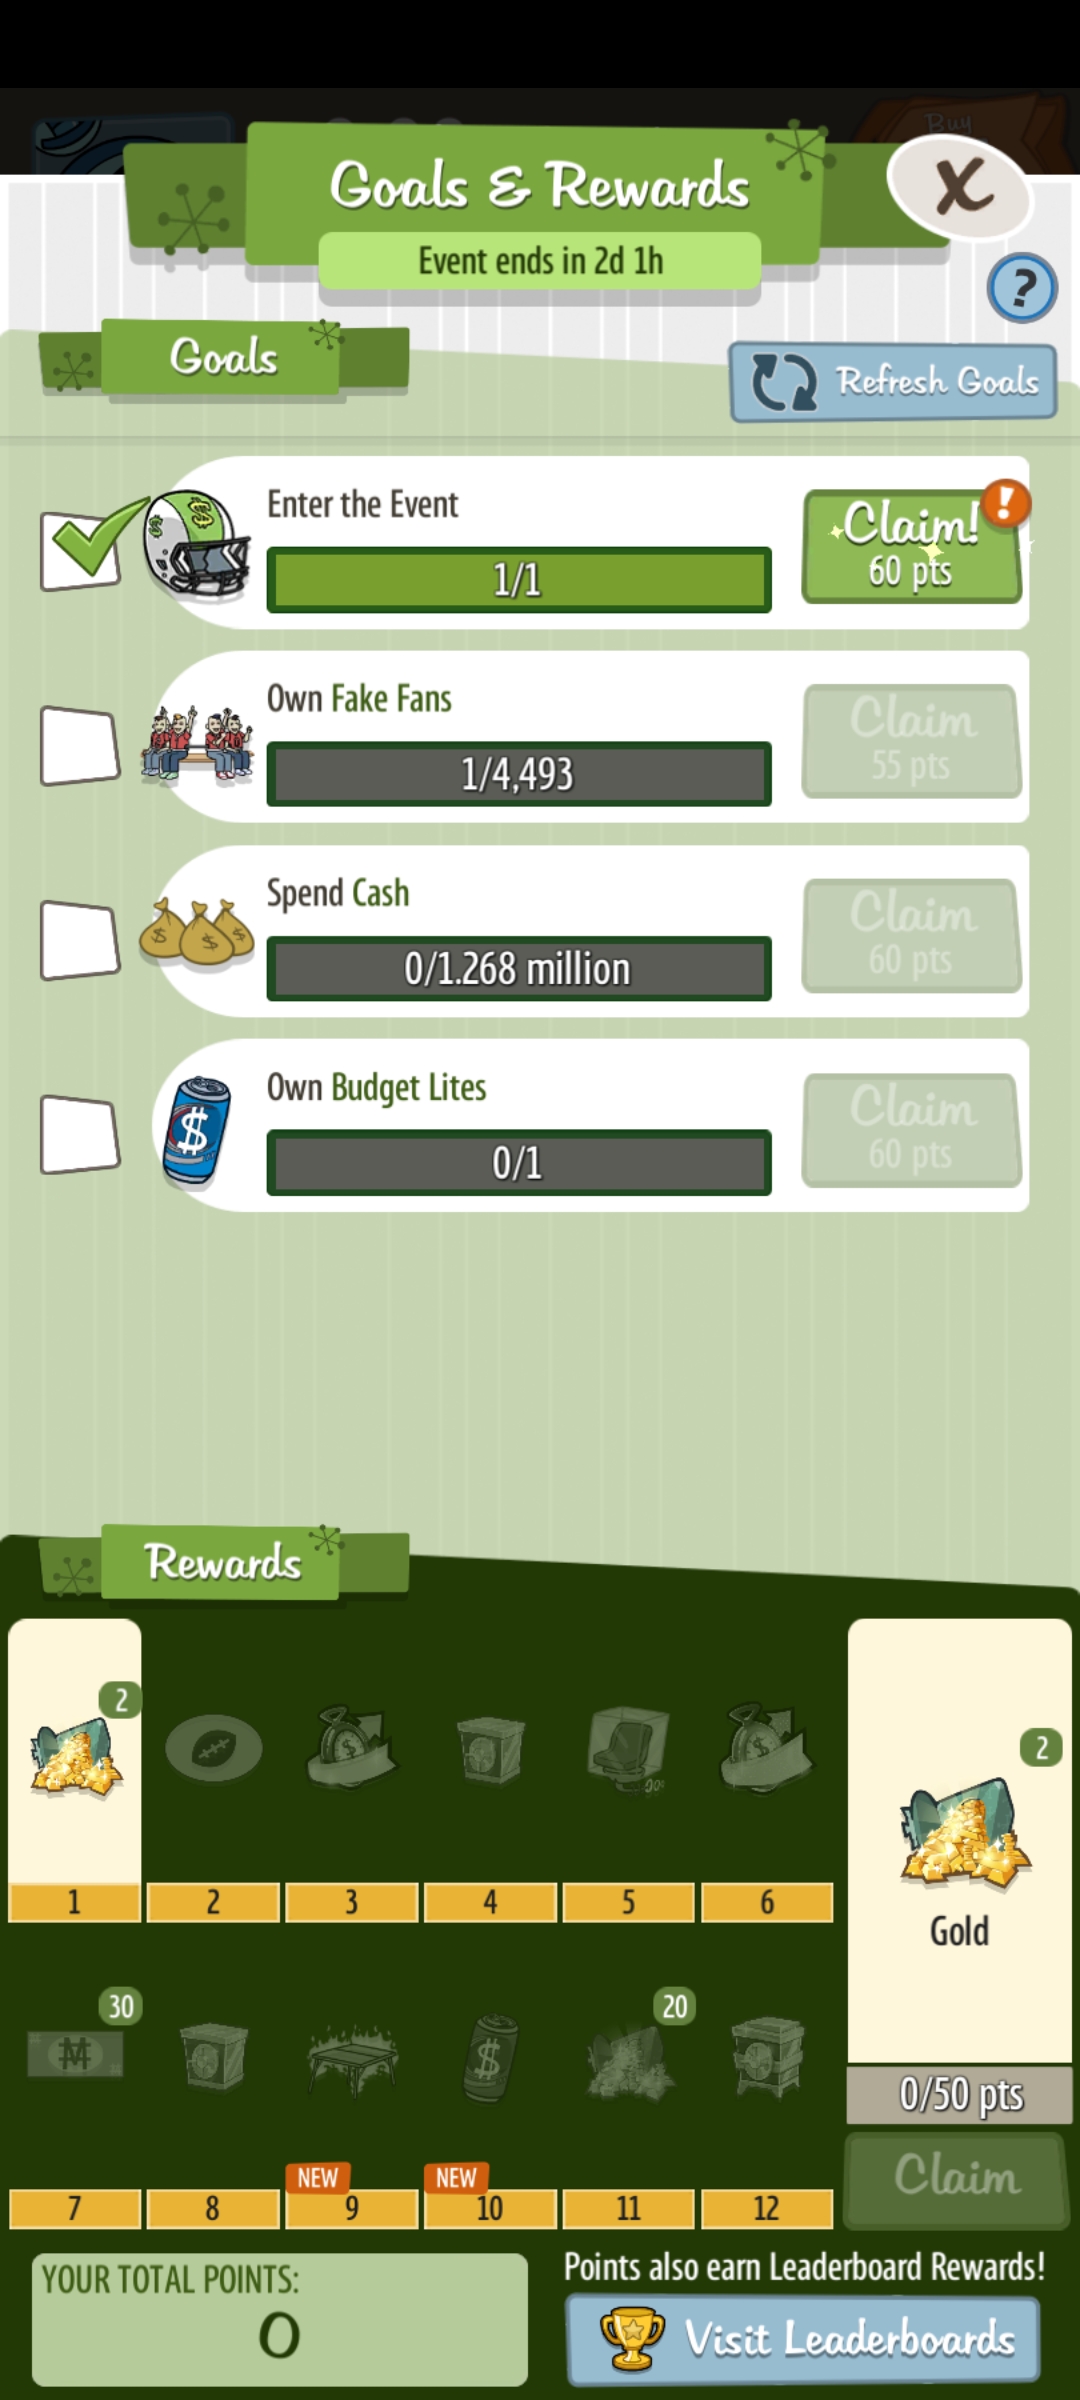 Buy
Goals & Rewards
X
Event ends in 2d 1h
?
Goals
Refresh Goals
Enter the Event
1/1
Claim!
!
60 pts
Own Fake Fans
1/4,493
Claim
55 pts
Spend Cash
0/1.268 million
Claim
60 pts
Own Budget Lites
0/1
Claim
60 pts
Rewards
2
1
2
3
4
5
6
2
Gold
0/50 pts
Claim
30
20
7
8
NEW
9
NEW
10
11
12
YOUR TOTAL POINTS:
0
Points also earn Leaderboard Rewards!
Visit Leaderboards